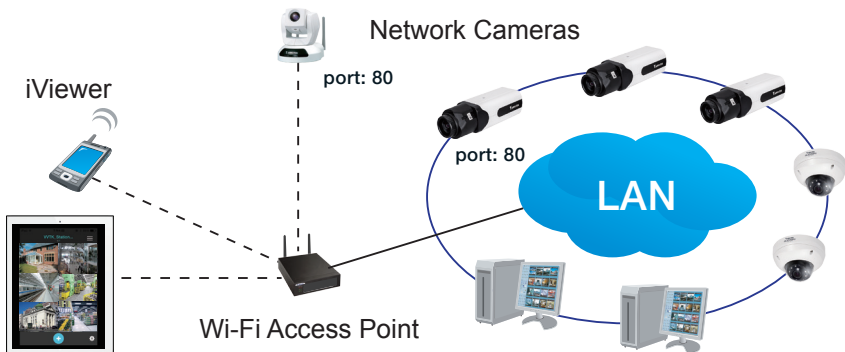 Network Cameras
port: 80
iViewer
port: 80
LAN
Wi-Fi Access Point